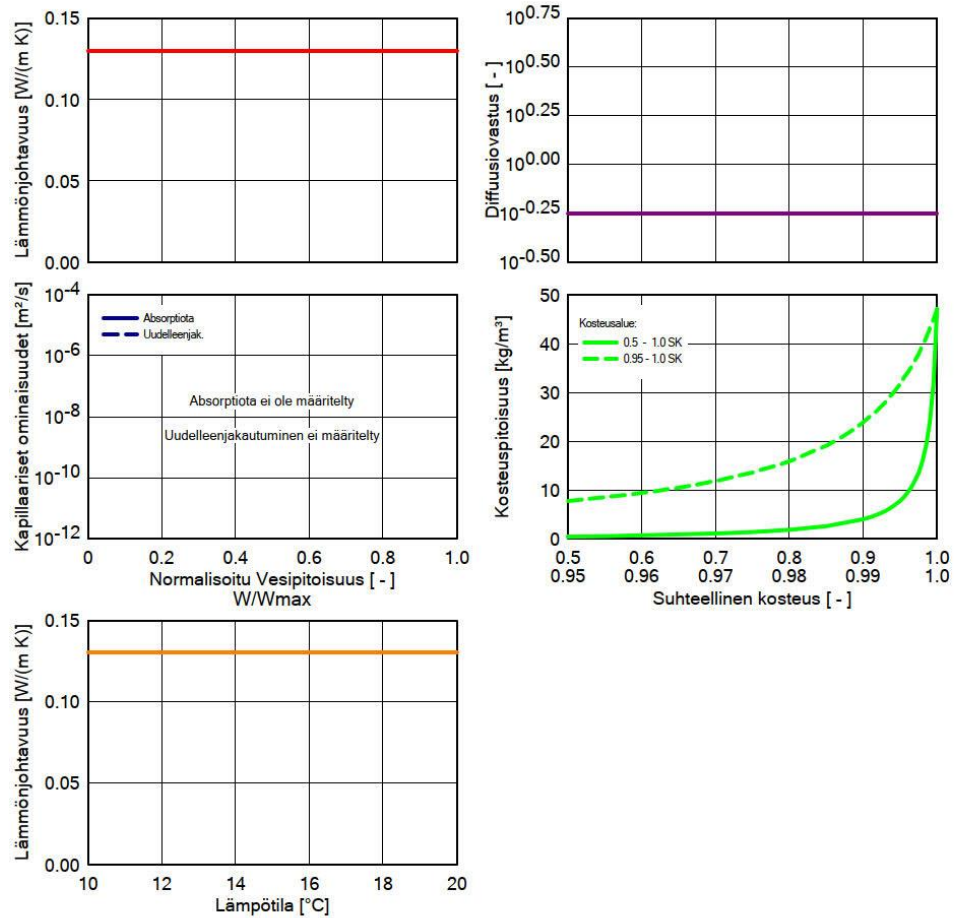 Lämmönjohtavuus [W/(m K)]
0.15
0.10
0.05
0.00
Diffuusiovastus [ - ]
10^0.75
10^0.50
10^0.25
10^0.00
10^-0.25
10^-0.50
Kapillaariset ominaisuudet [m²/s]
10^-4
10^-6
10^-8
10^-10
10^-12
Absorptiota
Uudelleenjak.
Absorptiota ei ole määritelty
Uudelleenjakautuminen ei määritelty
0 0.2 0.4 0.6 0.8 1.0
Normalisoitu Vesipitoisuus [ - ]
W/Wmax
Kosteuspitoisuus [kg/m³]
50
40
30
20
10
0
Kosteusalue:
0.5 - 1.0 SK
0.95 - 1.0 SK
0.5 0.6 0.7 0.8 0.9 1.0
0.95 0.96 0.97 0.98 0.99 1.0
Suhteellinen kosteus [ - ]
Lämmönjohtavuus [W/(m K)]
0.15
0.10
0.05
0.00
10 12 14 16 18 20
Lämpötila [°C]